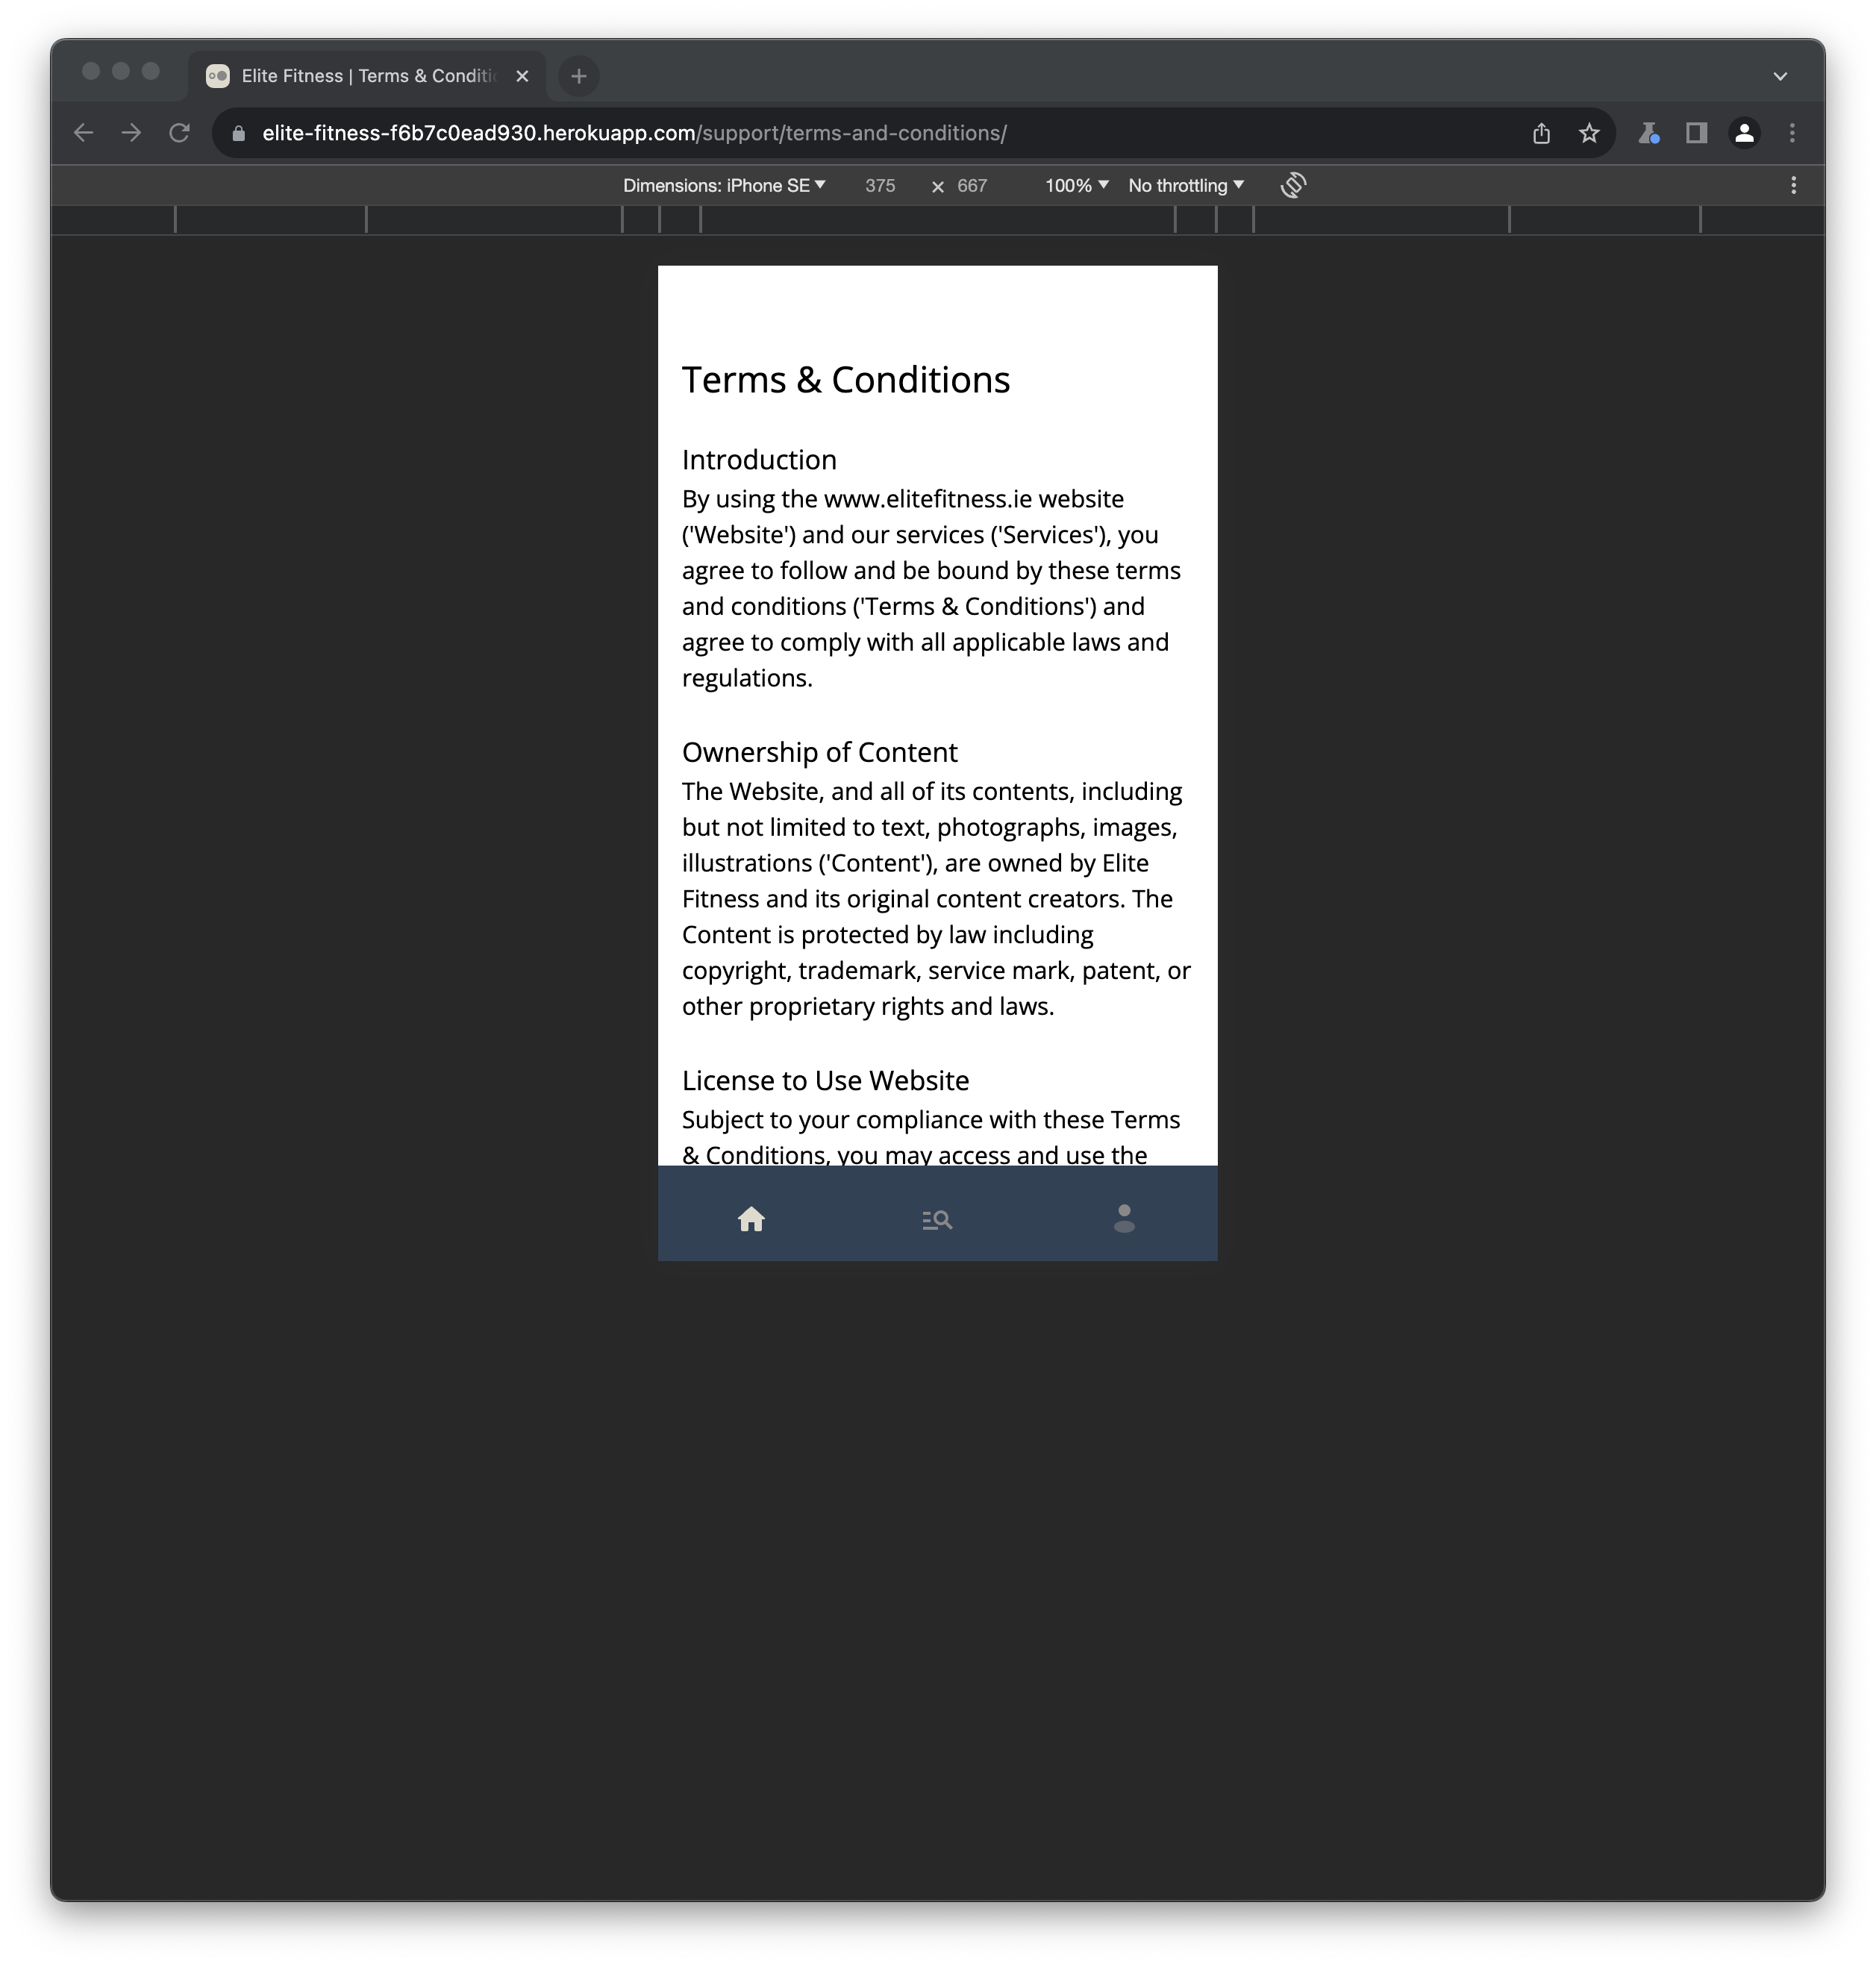 Elite Fitness | Terms & Conditi
elite-fitness-f6b7c0ead930.herokuapp.com/support/terms-and-conditions/
Dimensions: iPhone SE 375 × 667 100% No throttling
Terms & Conditions
Introduction
By using the www.elitefitness.ie website
('Website') and our services ('Services'), you
agree to follow and be bound by these terms
and conditions ('Terms & Conditions') and
agree to comply with all applicable laws and
regulations.
Ownership of Content
The Website, and all of its contents, including
but not limited to text, photographs, images,
illustrations ('Content'), are owned by Elite
Fitness and its original content creators. The
Content is protected by law including
copyright, trademark, service mark, patent, or
other proprietary rights and laws.
License to Use Website
Subject to your compliance with these Terms
& Conditions, you may access and use the